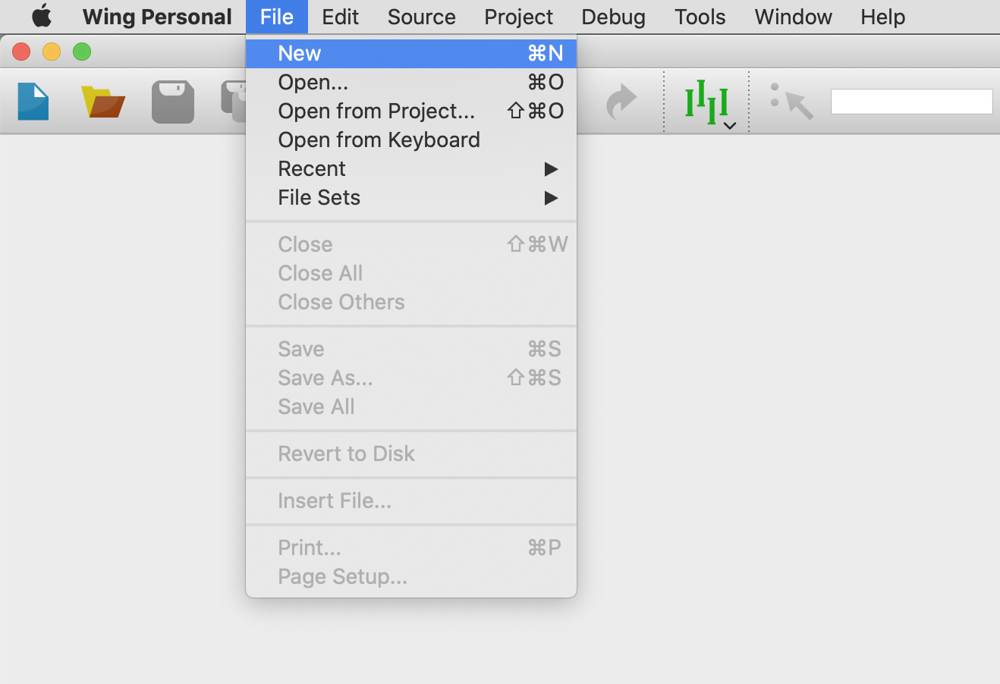 Wing Personal File Edit Source Project Debug Tools Window Help
New ⌘N
Open... ⌘O
Open from Project... ⇧⌘O
Open from Keyboard
Recent ▶
File Sets ▶
Close ⇧⌘W
Close All
Close Others
Save ⌘S
Save As... ⇧⌘S
Save All
Revert to Disk
Insert File...
Print... ⌘P
Page Setup...